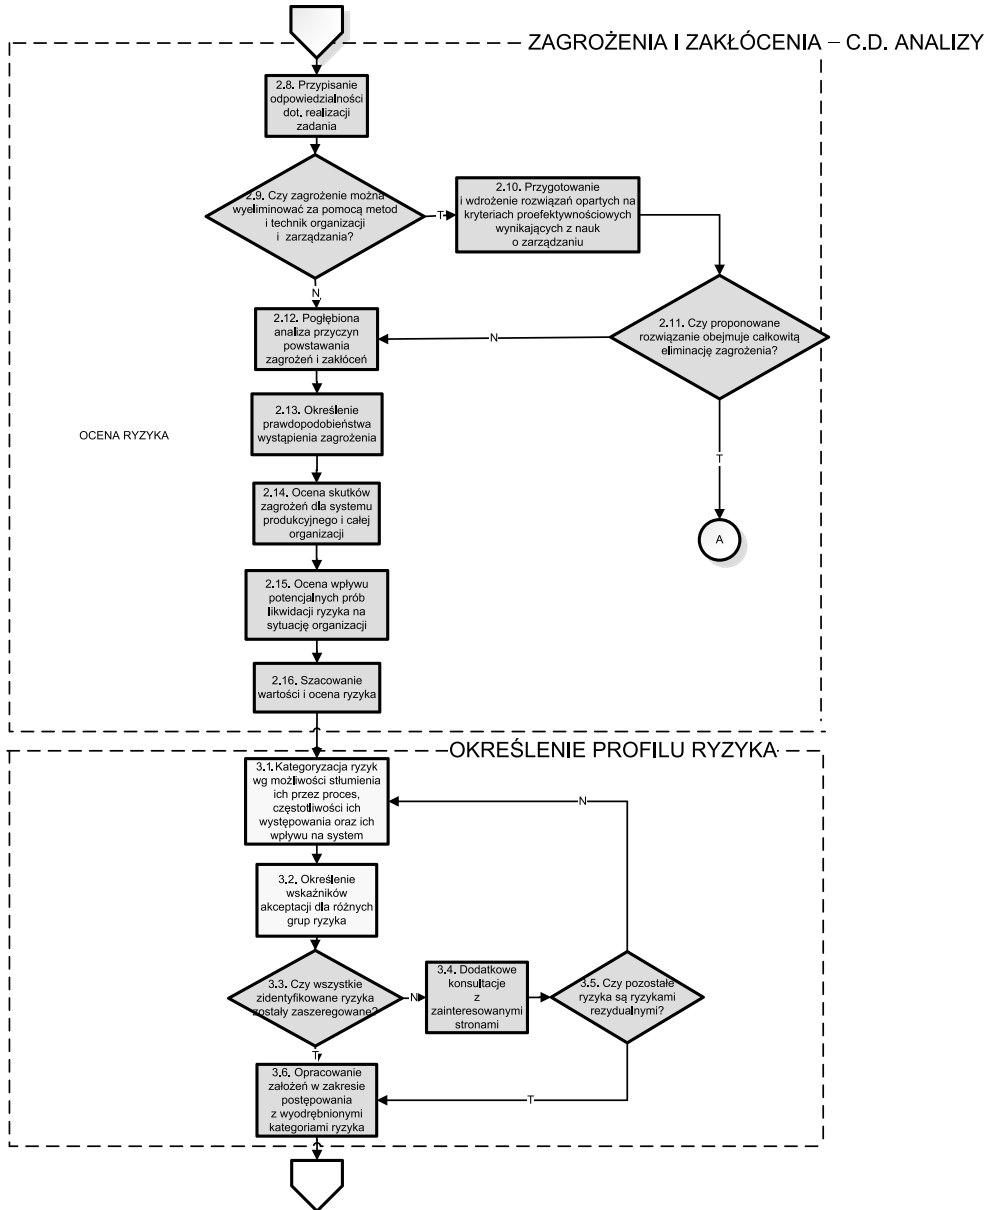 ZAGROŻENIA I ZAKŁÓCENIA – C.D. ANALIZY
2.8. Przypisanie
odpowiedzialności
dot. realizacji
zadania
2.9. Czy zagrożenie można
wyeliminować za pomocą metod
i technik organizacji
i zarządzania?
T
2.10. Przygotowanie
i wdrożenie rozwiązań opartych na
kryteriach proefektywnościowych
wynikających z nauk
o zarządzaniu
N
2.11. Czy proponowane
rozwiązanie obejmuje całkowitą
eliminację zagrożenia?
N
T
A
2.12. Pogłębiona
analiza przyczyn
powstawania
zagrożeń i zakłóceń
2.13. Określenie
prawdopodobieństwa
wystąpienia zagrożenia
OCENA RYZYKA
2.14. Ocena skutków
zagrożeń dla systemu
produkcyjnego i całej
organizacji
2.15. Ocena wpływu
potencjalnych prób
likwidacji ryzyka na
sytuację organizacji
2.16. Szacowanie
wartości i ocena ryzyka
OKREŚLENIE PROFILU RYZYKA
3.1. Kategoryzacja ryzyk
wg możliwości stłumienia
ich przez proces,
częstotliwości ich
występowania oraz ich
wpływu na system
N
3.2. Określenie
wskaźników
akceptacji dla różnych
grup ryzyka
3.3. Czy wszystkie
zidentyfikowane ryzyka
zostały zaszeregowane?
N
3.4. Dodatkowe
konsultacje
z
zainteresowanymi
stronami
3.5. Czy pozostałe
ryzyka są ryzykami
rezydualnymi?
T
T
3.6. Opracowanie
założeń w zakresie
postępowania
z wyodrębnionymi
kategoriami ryzyka